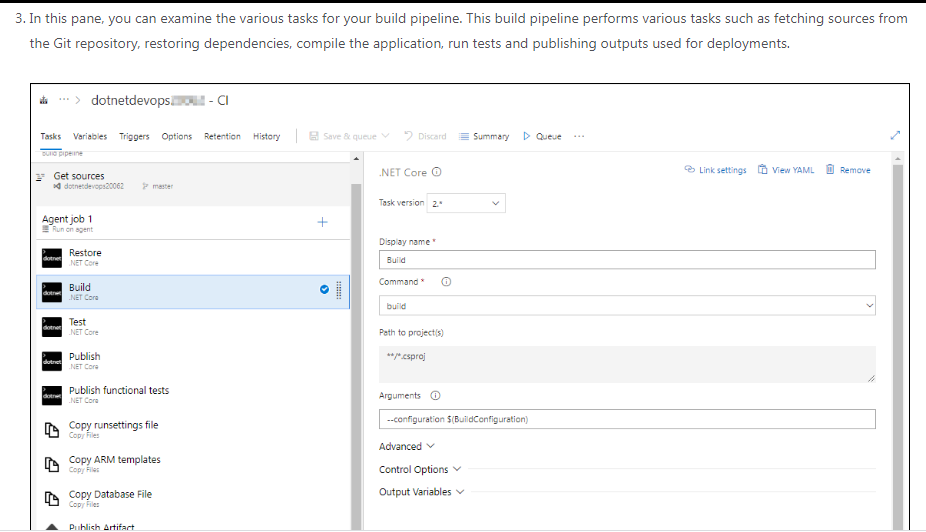 3. In this pane, you can examine the various tasks for your build pipeline. This build pipeline performs various tasks such as fetching sources from
the Git repository, restoring dependencies, compile the application, run tests and publishing outputs used for deployments.
··· > dotnetdevops - CI
Tasks Variables Triggers Options Retention History Save & queue Discard Summary Queue ···
Build pipeline
Get sources
dotnetdevops20062 master
Agent job 1 +
Run on agent
dotnet Restore
.NET Core
dotnet Build
.NET Core
dotnet Test
.NET Core
dotnet Publish
.NET Core
dotnet Publish functional tests
.NET Core
Copy runsettings file
Copy Files
Copy ARM templates
Copy Files
Copy Database File
Copy Files
Publish Artifact
.NET Core Link settings View YAML Remove
Task version 2.*
Display name *
Build
Command *
build
Path to project(s)
**/*.csproj
Arguments
--configuration $(BuildConfiguration)
Advanced
Control Options
Output Variables